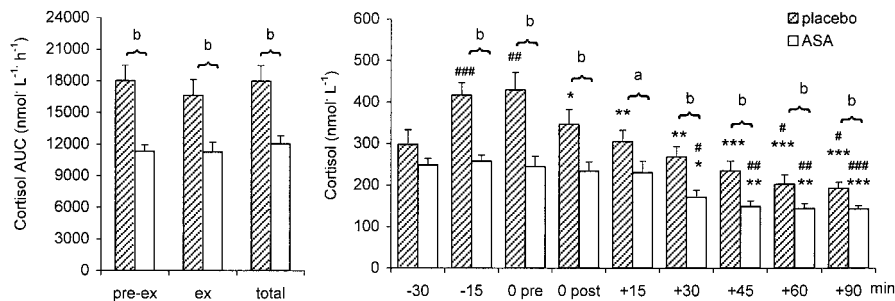 Cortisol AUC (nmol· L⁻¹· h⁻¹)
24000
21000
18000
15000
12000
9000
6000
3000
0
b
b
b
pre-ex
ex
total
Cortisol (nmol· L⁻¹)
600
500
400
300
200
100
0
placebo
ASA
b
b
b
a
b
b
b
b
###
##
*
**
**
#
*
***
##
**
#
***
##
**
#
***
###
***
-30
-15
0 pre
0 post
+15
+30
+45
+60
+90
min